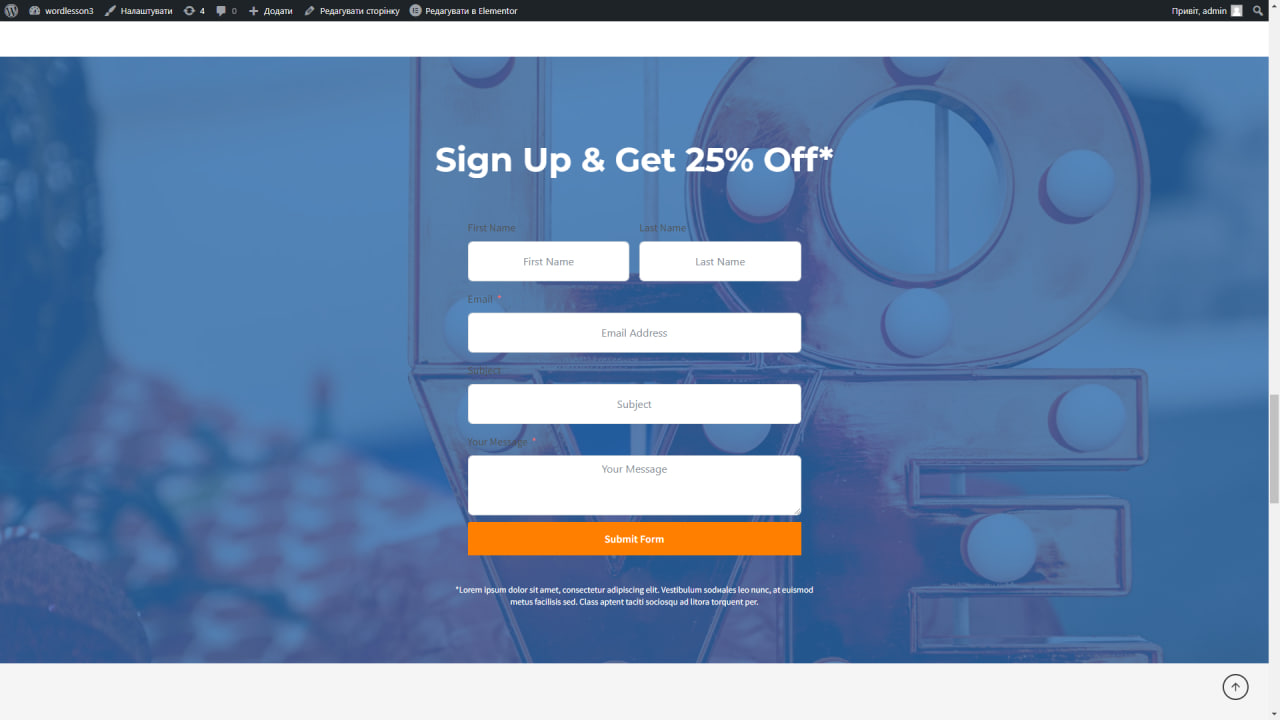 wordlesson3 Налаштувати 4 0 Додати Редагувати сторінку Редагувати в Elementor Привіт, admin
Sign Up & Get 25% Off*
First Name Last Name
First Name Last Name
Email *
Email Address
Subject
Subject
Your Message *
Your Message
Submit Form
*Lorem ipsum dolor sit amet, consectetur adipiscing elit. Vestibulum sodиales leo nunc, at euismod
metus facilisis sed. Class aptent taciti sociosqu ad litora torquent per.